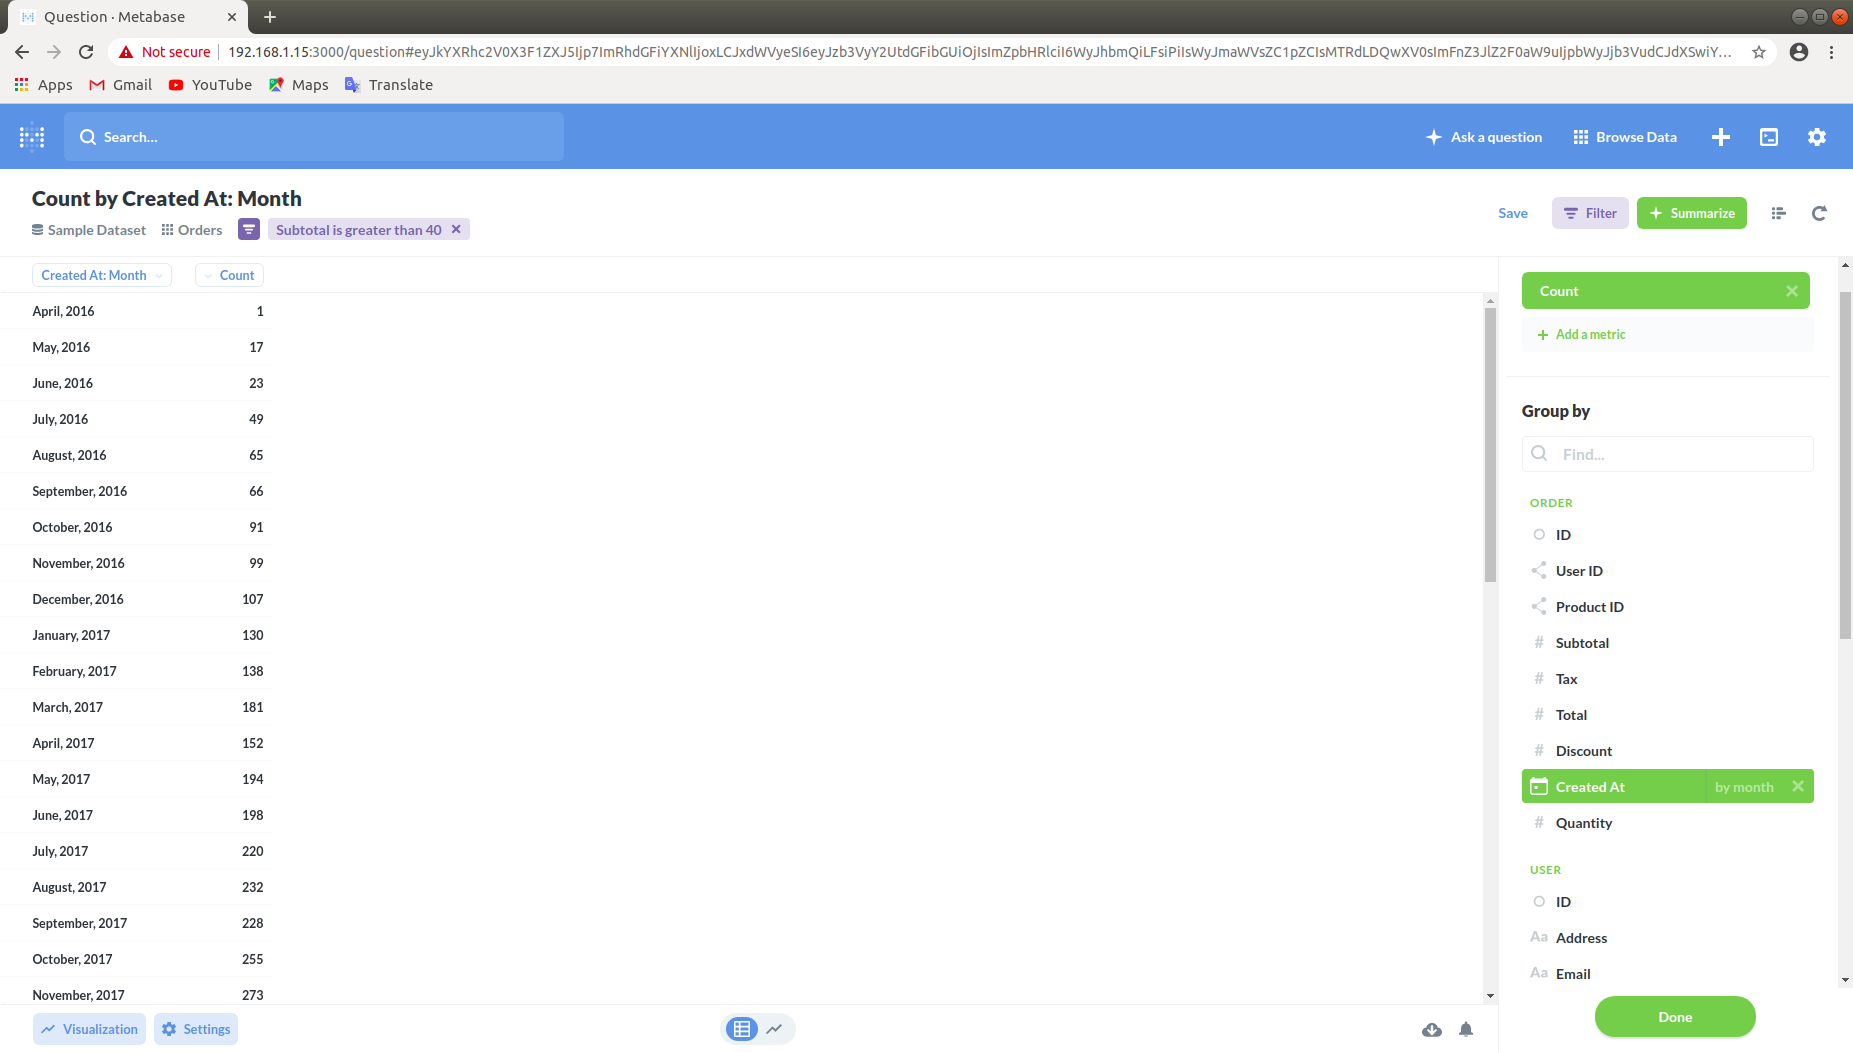 Question · Metabase
Not secure
192.168.1.15:3000/question#eyJkYXRhc2V0X3F1ZXJ5Ijp7ImRhdGFiYXNlIjoxLCJxdWVyeSI6eyJzb3VyY2UtdGFibGUiOjIsImZpbHRlciI6WyJhbmQiLFsiPiIsWyJmaWVsZC1pZCIsMTRdLDQwXV0sImFnZ3JlZ2F0aW9uIjpbWyJjb3VudCJdXSwiY...
Apps Gmail YouTube Maps Translate
Search...
Ask a question Browse Data
Count by Created At: Month
Sample Dataset Orders Subtotal is greater than 40
Save Filter Summarize
Created At: Month Count
April, 2016 1
May, 2016 17
June, 2016 23
July, 2016 49
August, 2016 65
September, 2016 66
October, 2016 91
November, 2016 99
December, 2016 107
January, 2017 130
February, 2017 138
March, 2017 181
April, 2017 152
May, 2017 194
June, 2017 198
July, 2017 220
August, 2017 232
September, 2017 228
October, 2017 255
November, 2017 273
Visualization Settings
Count
Add a metric
Group by
Find...
ORDER
ID
User ID
Product ID
# Subtotal
# Tax
# Total
# Discount
Created At by month
# Quantity
USER
ID
Aa Address
Aa Email
Done